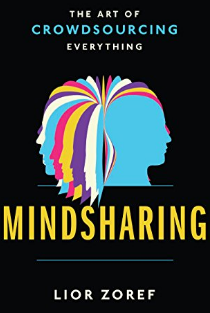 THE ART OF
CROWDSOURCING
EVERYTHING
MINDSHARING
LIOR ZOREF